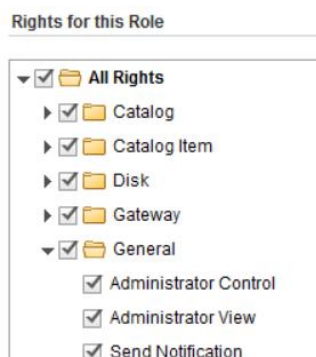 Rights for this Role
All Rights
Catalog
Catalog Item
Disk
Gateway
General
Administrator Control
Administrator View
Send Notification